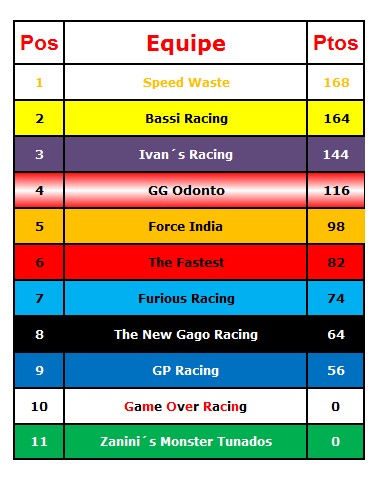 Pos Equipe Ptos
1 Speed Waste 168
2 Bassi Racing 164
3 Ivan´s Racing 144
4 GG Odonto 116
5 Force India 98
6 The Fastest 82
7 Furious Racing 74
8 The New Gago Racing 64
9 GP Racing 56
10 Game Over Racing 0
11 Zanini´s Monster Tunados 0